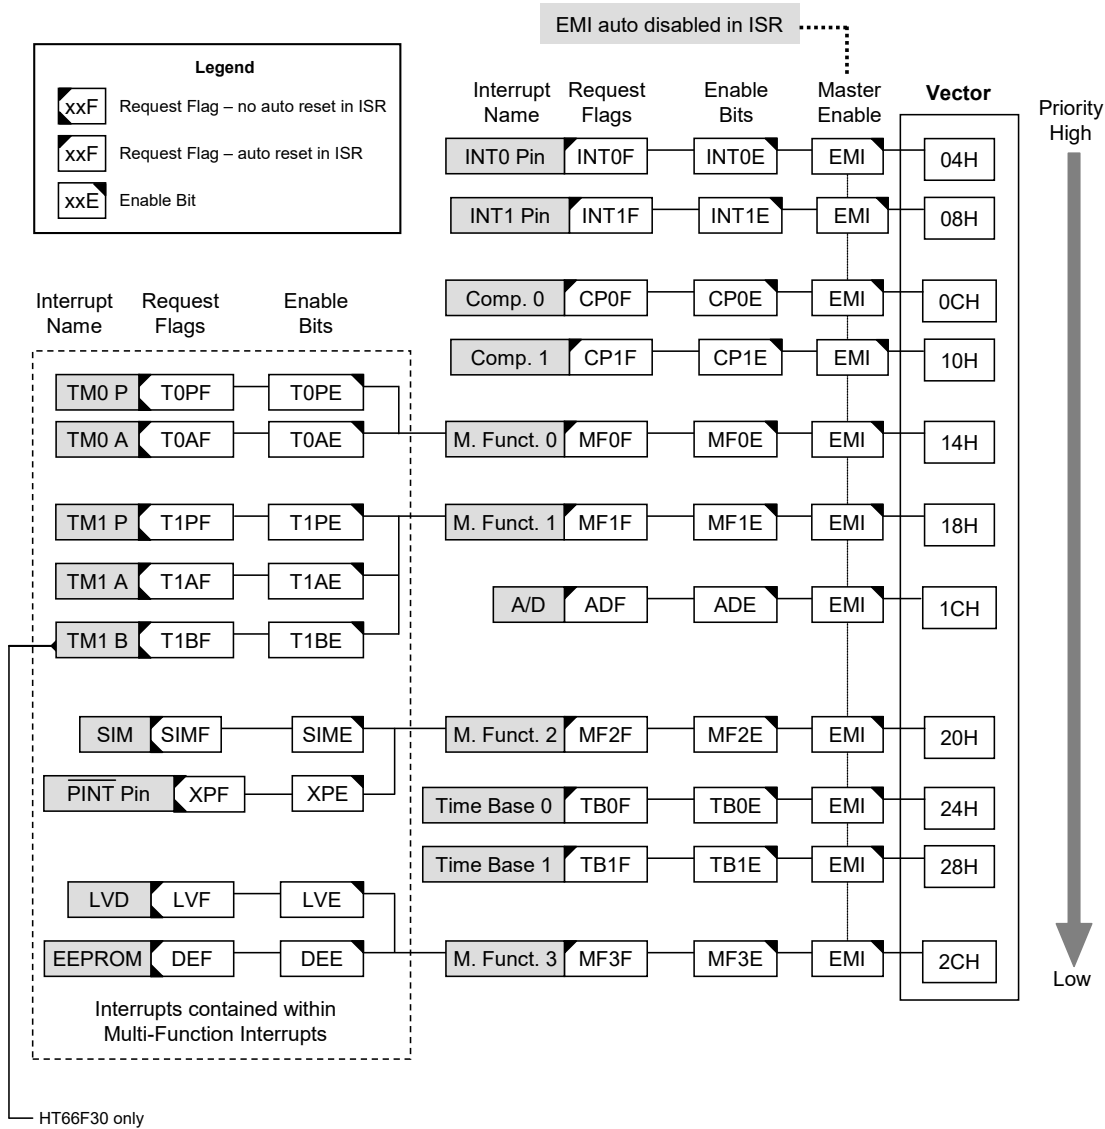 EMI auto disabled in ISR
Legend
xxF Request Flag – no auto reset in ISR
xxF Request Flag – auto reset in ISR
xxE Enable Bit
Interrupt Name Request Flags Enable Bits Master Enable Vector
Priority High
INT0 Pin INT0F INT0E EMI 04H
INT1 Pin INT1F INT1E EMI 08H
Comp. 0 CP0F CP0E EMI 0CH
Comp. 1 CP1F CP1E EMI 10H
Interrupt Name Request Flags Enable Bits
TM0 P T0PF T0PE
TM0 A T0AF T0AE
M. Funct. 0 MF0F MF0E EMI 14H
TM1 P T1PF T1PE
M. Funct. 1 MF1F MF1E EMI 18H
TM1 A T1AF T1AE
A/D ADF ADE EMI 1CH
TM1 B T1BF T1BE
SIM SIMF SIME
M. Funct. 2 MF2F MF2E EMI 20H
PINT Pin XPF XPE
Time Base 0 TB0F TB0E EMI 24H
Time Base 1 TB1F TB1E EMI 28H
LVD LVF LVE
EEPROM DEF DEE
M. Funct. 3 MF3F MF3E EMI 2CH
Low
Interrupts contained within
Multi-Function Interrupts
HT66F30 only